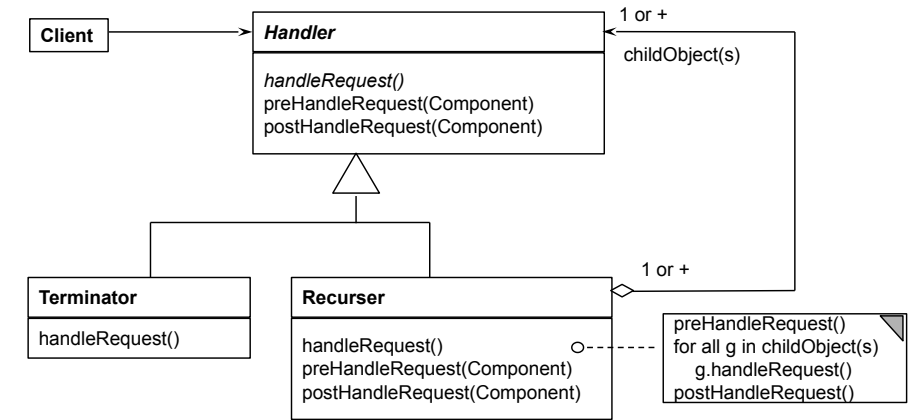 Client
Handler
handleRequest()
preHandleRequest(Component)
postHandleRequest(Component)
1 or +
childObject(s)
Terminator
handleRequest()
Recurser
handleRequest()
preHandleRequest(Component)
postHandleRequest(Component)
1 or +
preHandleRequest()
for all g in childObject(s)
g.handleRequest()
postHandleRequest()